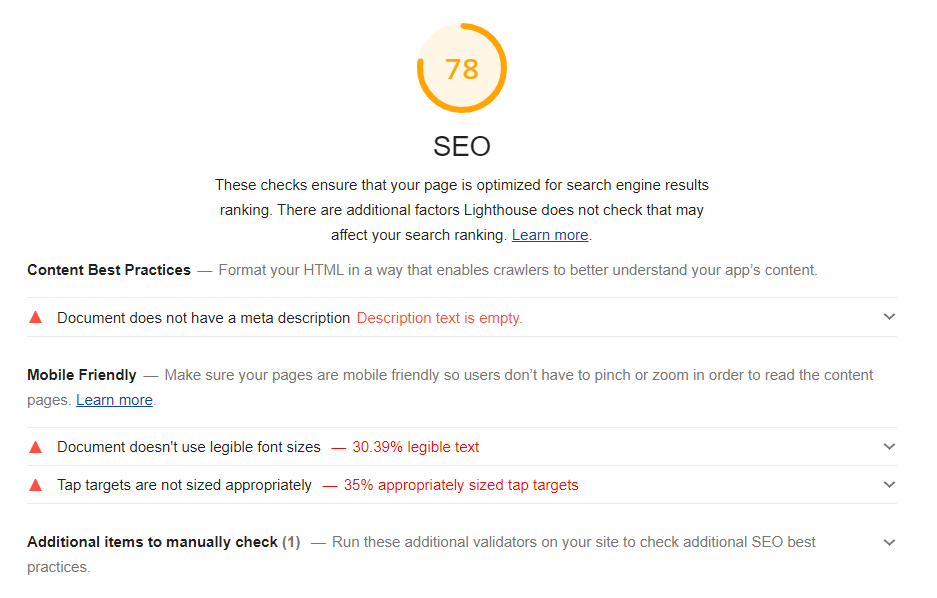 78
SEO
These checks ensure that your page is optimized for search engine results
ranking. There are additional factors Lighthouse does not check that may
affect your search ranking. Learn more.
Content Best Practices — Format your HTML in a way that enables crawlers to better understand your app’s content.
Document does not have a meta description Description text is empty.
Mobile Friendly — Make sure your pages are mobile friendly so users don’t have to pinch or zoom in order to read the content
pages. Learn more.
Document doesn't use legible font sizes — 30.39% legible text
Tap targets are not sized appropriately — 35% appropriately sized tap targets
Additional items to manually check (1) — Run these additional validators on your site to check additional SEO best
practices.